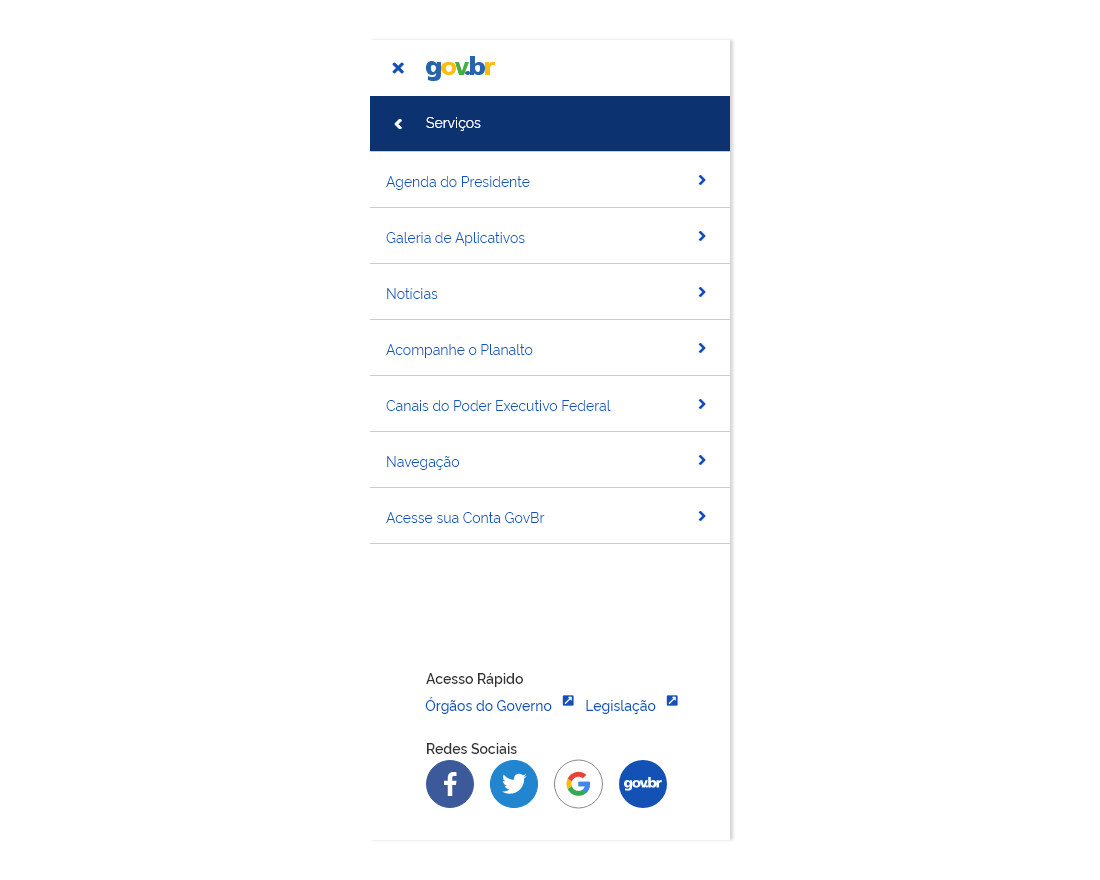 gov.br
Serviços
Agenda do Presidente
Galeria de Aplicativos
Notícias
Acompanhe o Planalto
Canais do Poder Executivo Federal
Navegação
Acesse sua Conta GovBr
Acesso Rápido
Órgãos do Governo Legislação
Redes Sociais
gov.br